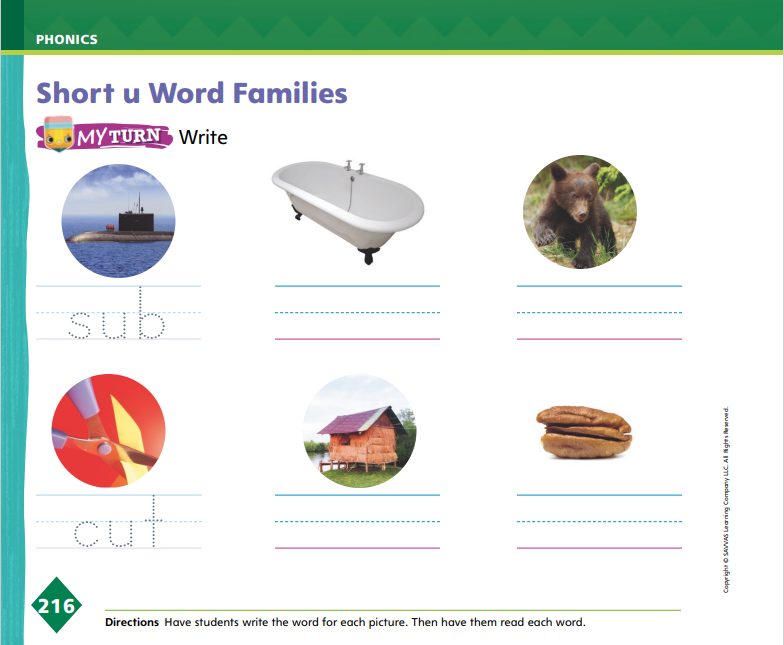 PHONICS
Short u Word Families
MY TURN Write
sub
cut
Copyright © SAVVAS Learning Company LLC. All Rights Reserved.
216
Directions Have students write the word for each picture. Then have them read each word.